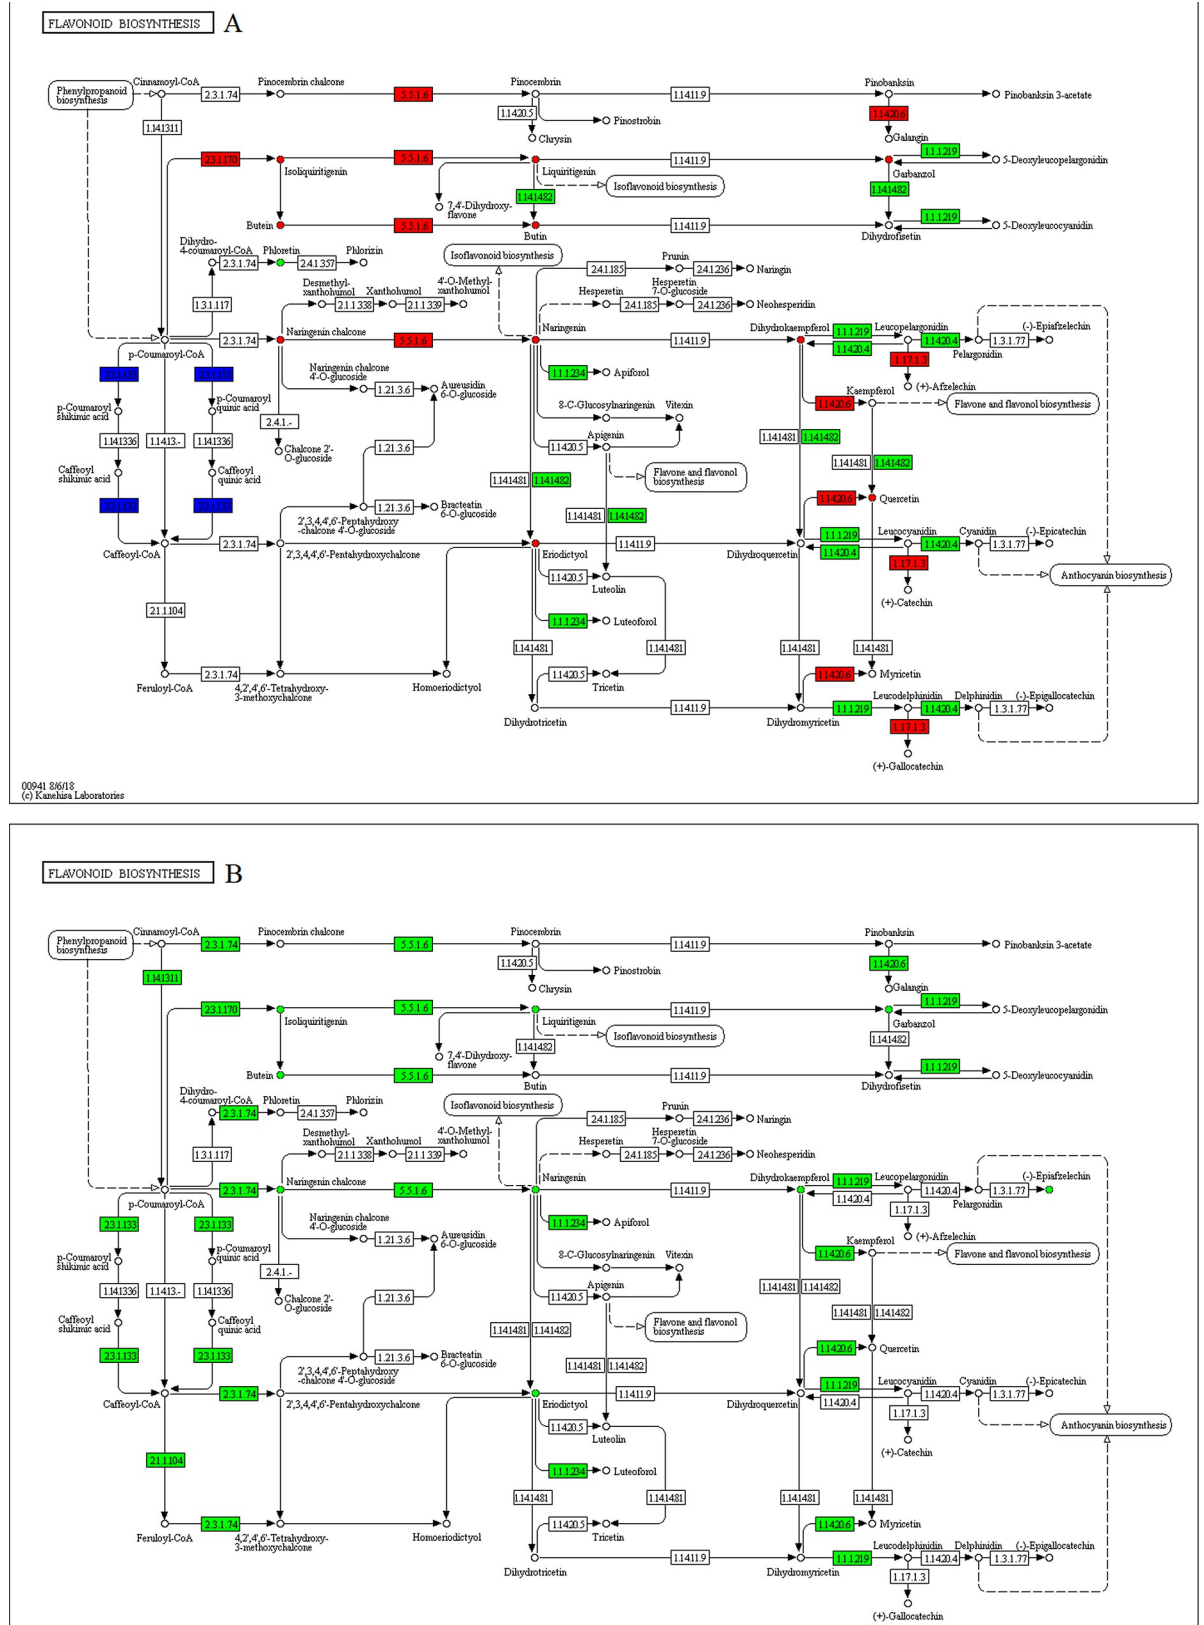 FLAVONOID BIOSYNTHESIS A
Cinnamoyl-CoA Pinocembrin chalcone Pinocembrin Pinobanksin
Phenylpropanoid
biosynthesis
2.3.1.74 5.5.1.6 1.14.11.9 Pinobanksin 3-acetate
1.14.20.5 1.14.20.6
1.14.13.11 Pinostrobin
Chrysin Galangin
2.3.1.170 5.5.1.6 1.14.11.9 1.1.1.219 5-Deoxyleucopelargonidin
Isoliquiritigenin Liquiritigenin Garbanzol
Isoflavonoid biosynthesis
1.14.14.82 1.14.14.82
7,4'-Dihydroxy-
flavone
1.1.1.219
Butein 5.5.1.6 Butin 1.14.11.9 Dihydrofisetin 5-Deoxyleucocyanidin
Dihydro-
4-coumaroyl-CoA Phloretin Phlorizin
Isoflavonoid biosynthesis
2.3.1.74 2.4.1.357
Prunin
2.4.1.185 2.4.1.236 Naringin
Desmethyl-
xanthohumol Xanthohumol 4'-O-Methyl-
xanthohumol
Hesperetin Hesperetin
7-O-glucoside
1.3.1.117 2.1.1.338 2.1.1.339 2.4.1.185 2.4.1.236 Neohesperidin
Naringenin chalcone Naringenin Dihydrokaempferol 1.1.1.219 Leucopelargonidin (-)-Epiafzelechin
2.3.1.74 5.5.1.6 1.14.11.9 1.14.20.4 1.14.20.4 1.3.1.77
p-Coumaroyl-CoA Pelargonidin
1.17.1.3
2.3.1.133 2.3.1.133 Naringenin chalcone
4'-O-glucoside
1.21.3.6 Aureusidin
6-O-glucoside
1.1.1.234 Apiforol
(+)-Afzelechin
Kaempferol
p-Coumaroyl
shikimic acid p-Coumaroyl
quinic acid
8-C-Glucosylnaringenin Vitexin
1.14.20.6 Flavone and flavonol biosynthesis
2.4.1.-
1.14.13.36 1.14.13.- 1.14.13.36 Chalcone 2'-
O-glucoside
1.21.3.6 1.14.20.5 Apigenin
1.14.14.81 1.14.14.82
Caffeoyl
shikimic acid Caffeoyl
quinic acid
1.14.14.81 1.14.14.82 Flavone and flavonol
biosynthesis
1.14.14.81 1.14.14.82
2.3.1.133 2.3.1.133 1.21.3.6 Bracteatin
6-O-glucoside
1.14.14.81 1.14.14.82
1.14.20.6 Quercetin
2',3,4,4',6'-Peptahydroxy
-chalcone 4'-O-glucoside
1.1.1.219 Leucocyanidin Cyanidin (-)-Epicatechin
2.3.1.74 1.14.11.9 1.14.20.4 1.14.20.4 1.3.1.77
Caffeoyl-CoA 2',3,4,4',6'-Pentahydroxychalcone Eriodictyol Dihydroquercetin
1.17.1.3
1.14.20.5 Luteolin Anthocyanin biosynthesis
(+)-Catechin
2.1.1.104 1.1.1.234 Luteoforol
1.14.14.81 1.14.14.81 1.14.14.81 1.14.14.81
2.3.1.74 1.14.20.5 Tricetin 1.14.20.6 Myricetin
Feruloyl-CoA 4,2',4',6'-Tetrahydroxy-
3-methoxychalcone Homoeriodictyol
Leucodelphinidin Delphinidin (-)-Epigallocatechin
1.14.11.9 1.1.1.219 1.14.20.4 1.3.1.77
Dihydrotricetin Dihydromyricetin
1.17.1.3
(+)-Gallocatechin
00941 8/6/18
(c) Kanehisa Laboratories
FLAVONOID BIOSYNTHESIS B
Cinnamoyl-CoA Pinocembrin chalcone Pinocembrin Pinobanksin
Phenylpropanoid
biosynthesis
2.3.1.74 5.5.1.6 1.14.11.9 Pinobanksin 3-acetate
1.14.20.5 1.14.20.6
1.14.13.11 Pinostrobin
Chrysin Galangin
2.3.1.170 5.5.1.6 1.14.11.9 1.1.1.219 5-Deoxyleucopelargonidin
Isoliquiritigenin Liquiritigenin Garbanzol
Isoflavonoid biosynthesis
1.14.14.82 1.14.14.82
7,4'-Dihydroxy-
flavone
1.1.1.219
Butein 5.5.1.6 Butin 1.14.11.9 Dihydrofisetin 5-Deoxyleucocyanidin
Dihydro-
4-coumaroyl-CoA Phloretin Phlorizin
Isoflavonoid biosynthesis
2.3.1.74 2.4.1.357
Prunin
2.4.1.185 2.4.1.236 Naringin
Desmethyl-
xanthohumol Xanthohumol 4'-O-Methyl-
xanthohumol
Hesperetin Hesperetin
7-O-glucoside
1.3.1.117 2.1.1.338 2.1.1.339 2.4.1.185 2.4.1.236 Neohesperidin
Naringenin chalcone Naringenin Dihydrokaempferol 1.1.1.219 Leucopelargonidin (-)-Epiafzelechin
2.3.1.74 5.5.1.6 1.14.11.9 1.14.20.4 1.14.20.4 1.3.1.77
p-Coumaroyl-CoA Pelargonidin
1.17.1.3
2.3.1.133 2.3.1.133 Naringenin chalcone
4'-O-glucoside
1.21.3.6 Aureusidin
6-O-glucoside
1.1.1.234 Apiforol
(+)-Afzelechin
Kaempferol
p-Coumaroyl
shikimic acid p-Coumaroyl
quinic acid
8-C-Glucosylnaringenin Vitexin
1.14.20.6 Flavone and flavonol biosynthesis
2.4.1.-
1.14.13.36 1.14.13.- 1.14.13.36 Chalcone 2'-
O-glucoside
1.21.3.6 1.14.20.5 Apigenin
1.14.14.81 1.14.14.82
Caffeoyl
shikimic acid Caffeoyl
quinic acid
1.14.14.81 1.14.14.82 Flavone and flavonol
biosynthesis
1.14.14.81 1.14.14.82
2.3.1.133 2.3.1.133 1.21.3.6 Bracteatin
6-O-glucoside
1.14.14.81 1.14.14.82
1.14.20.6 Quercetin
2',3,4,4',6'-Peptahydroxy
-chalcone 4'-O-glucoside
1.1.1.219 Leucocyanidin Cyanidin (-)-Epicatechin
2.3.1.74 1.14.11.9 1.14.20.4 1.14.20.4 1.3.1.77
Caffeoyl-CoA 2',3,4,4',6'-Pentahydroxychalcone Eriodictyol Dihydroquercetin
1.17.1.3
1.14.20.5 Luteolin Anthocyanin biosynthesis
(+)-Catechin
2.1.1.104 1.1.1.234 Luteoforol
1.14.14.81 1.14.14.81 1.14.14.81 1.14.14.81
2.3.1.74 1.14.20.5 Tricetin 1.14.20.6 Myricetin
Feruloyl-CoA 4,2',4',6'-Tetrahydroxy-
3-methoxychalcone Homoeriodictyol
Leucodelphinidin Delphinidin (-)-Epigallocatechin
1.14.11.9 1.1.1.219 1.14.20.4 1.3.1.77
Dihydrotricetin Dihydromyricetin
1.17.1.3
(+)-Gallocatechin